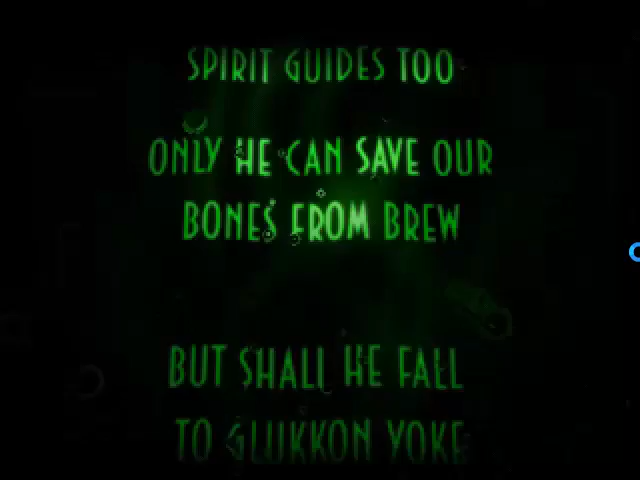 SPIRIT GUIDES TOO
ONLY HE CAN SAVE OUR
BONES FROM BREW
BUT SHALL HE FALL
TO GLUKKON YOKE